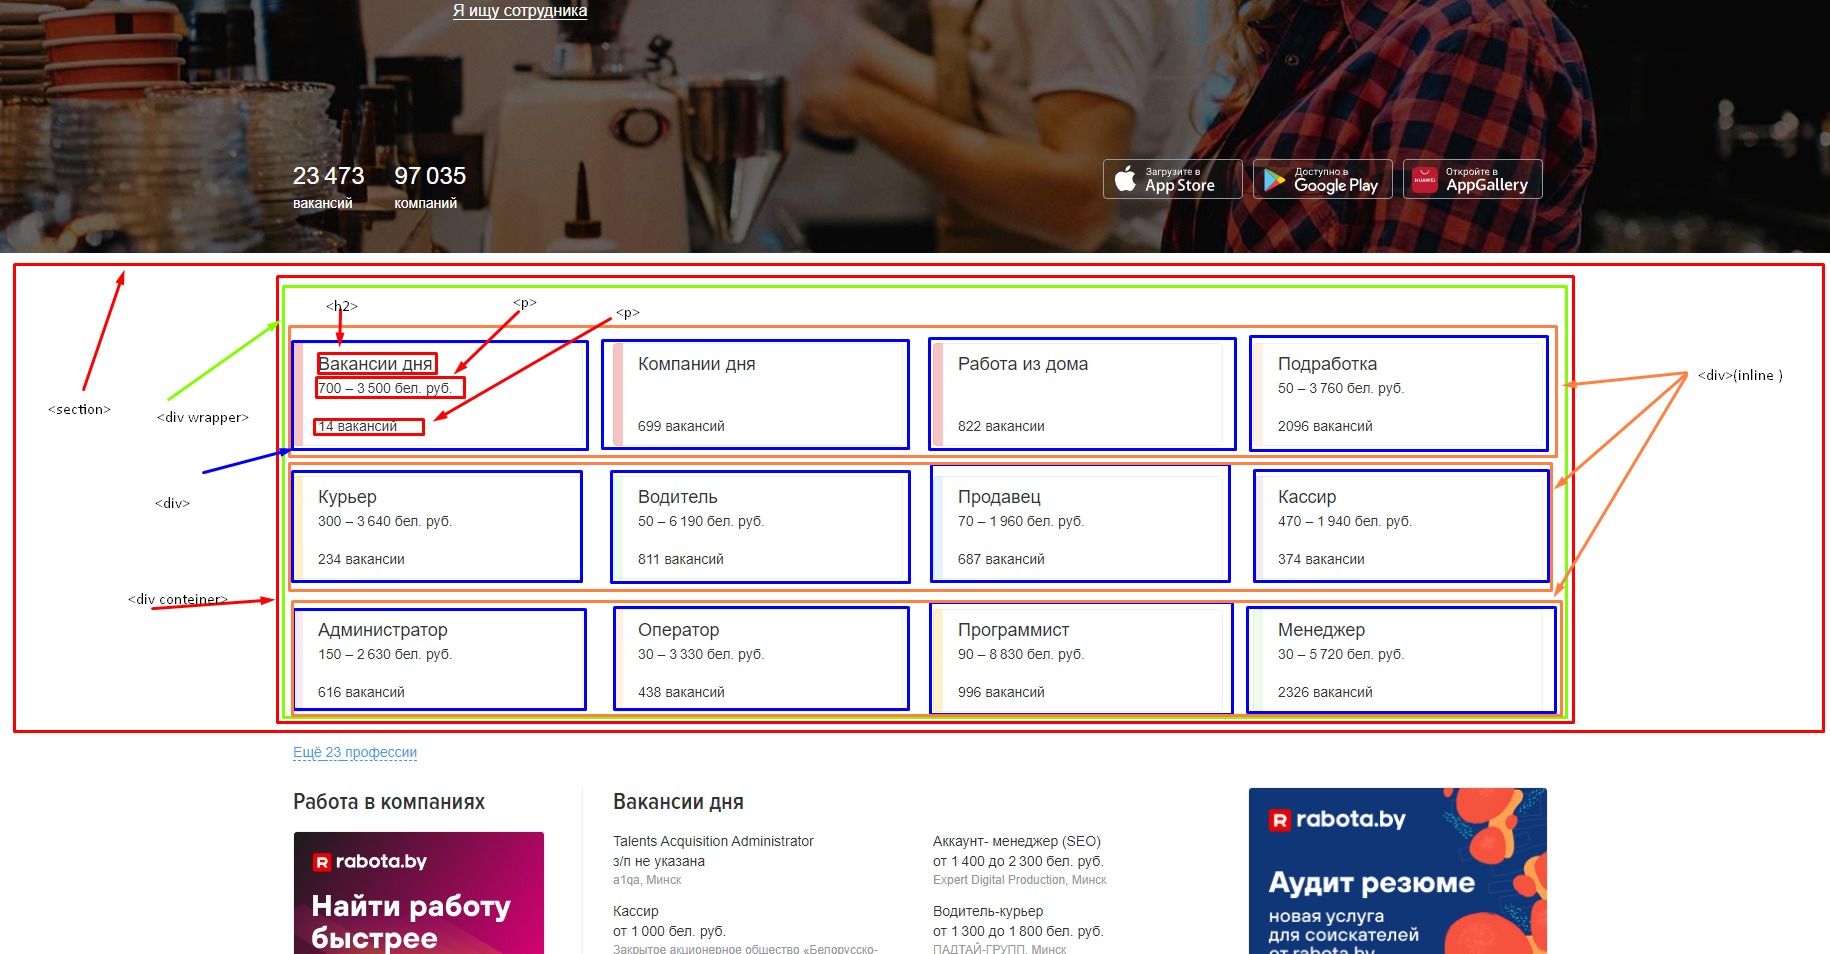 Я ищу сотрудника
23 473
97 035
вакансий
компаний
Загрузите в
App Store
Доступно в
Google Play
HUAWEI
Откройте в
AppGallery
<h2>
<p>
<p>
<section>
<div wrapper>
<div>
<div conteiner>
<div>(inline )
Вакансии дня
700 – 3 500 бел. руб.
14 вакансий
Компании дня
699 вакансий
Работа из дома
822 вакансии
Подработка
50 – 3 760 бел. руб.
2096 вакансий
Курьер
300 – 3 640 бел. руб.
234 вакансии
Водитель
50 – 6 190 бел. руб.
811 вакансий
Продавец
70 – 1 960 бел. руб.
687 вакансий
Кассир
470 – 1 940 бел. руб.
374 вакансии
Администратор
150 – 2 630 бел. руб.
616 вакансий
Оператор
30 – 3 330 бел. руб.
438 вакансий
Программист
90 – 8 830 бел. руб.
996 вакансий
Менеджер
30 – 5 720 бел. руб.
2326 вакансий
Ещё 23 профессии
Работа в компаниях
R rabota.by
Найти работу
быстрее
Вакансии дня
Talents Acquisition Administrator
з/п не указана
a1qa, Минск
Кассир
от 1 000 бел. руб.
Закрытое акционерное общество «Белорусско-
Аккаунт- менеджер (SEO)
от 1 400 до 2 300 бел. руб.
Expert Digital Production, Минск
Водитель-курьер
от 1 300 до 1 800 бел. руб.
ПАДТАЙ-ГРУПП, Минск
R rabota.by
Аудит резюме
новая услуга
для соискателей
от rabota.by